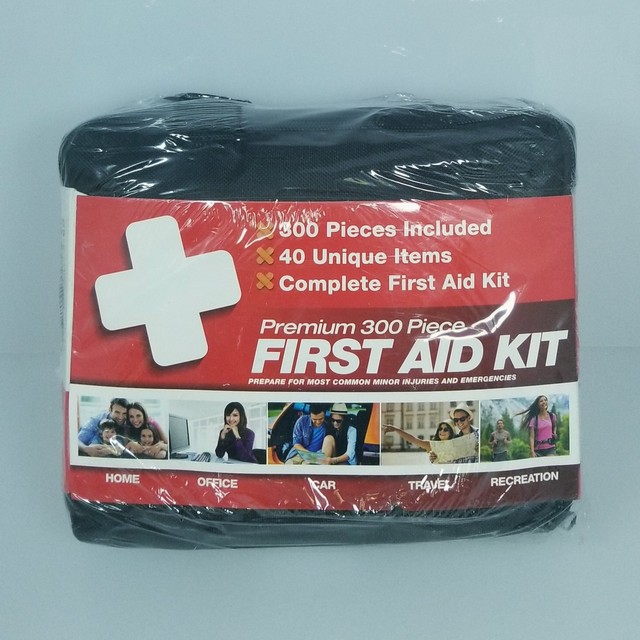 300 Pieces Included
40 Unique Items
Complete First Aid Kit
Premium 300 Piece
FIRST AID KIT
PREPARE FOR MOST COMMON MINOR INJURIES AND EMERGENCIES
HOME OFFICE CAR TRAVEL RECREATION